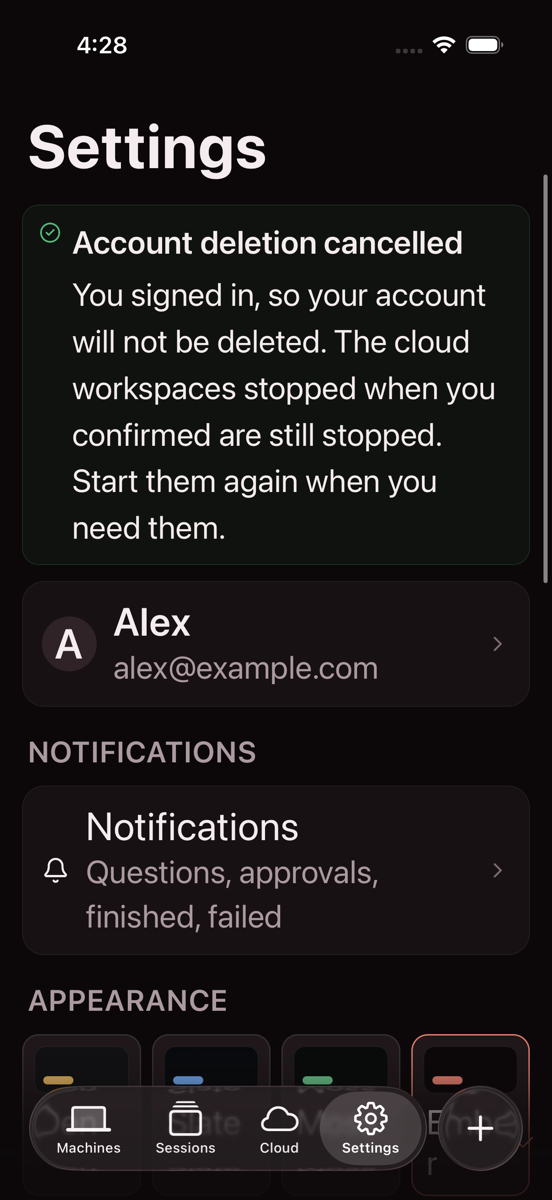 4:28
Settings
Account deletion cancelled
You signed in, so your account
will not be deleted. The cloud
workspaces stopped when you
confirmed are still stopped.
Start them again when you
need them.
A
Alex
alex@example.com
NOTIFICATIONS
Notifications
Questions, approvals,
finished, failed
APPEARANCE
Machines
Sessions
Cloud
Settings